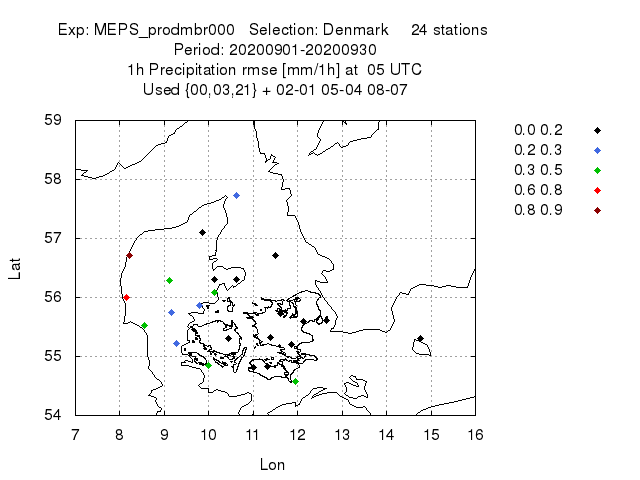 Exp: MEPS_prodmbr000   Selection: Denmark     24 stations
Period: 20200901-20200930
1h Precipitation rmse [mm/1h] at  05 UTC
Used {00,03,21} + 02-01 05-04 08-07
0.0 0.2
0.2 0.3
0.3 0.5
0.6 0.8
0.8 0.9
59
58
57
56
55
54
Lat
7 8 9 10 11 12 13 14 15 16
Lon